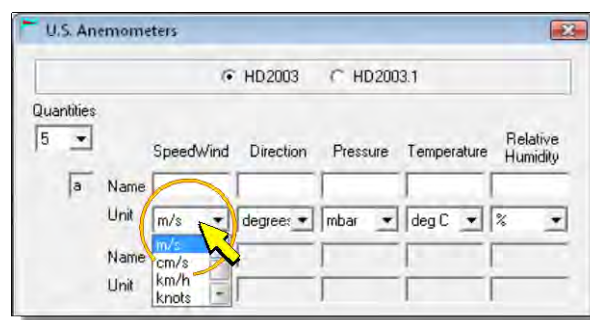 U.S. Anemometers
HD2003 HD2003.1
Quantities
5
SpeedWind Direction Pressure Temperature Relative Humidity
a Name
Unit m/s degrees mbar deg C %
m/s
Name cm/s
km/h
Unit knots